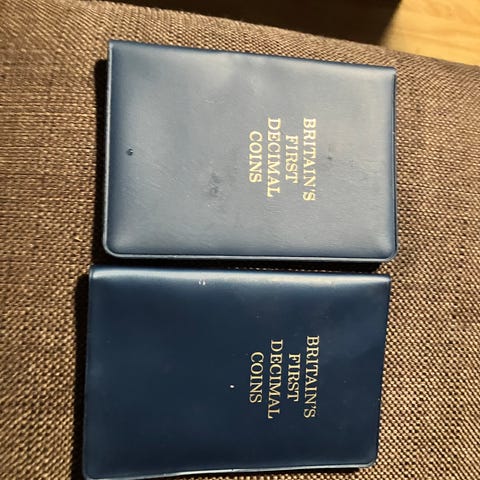 BRITAIN'S
FIRST
DECIMAL
COINS
BRITAIN'S
FIRST
DECIMAL
COINS